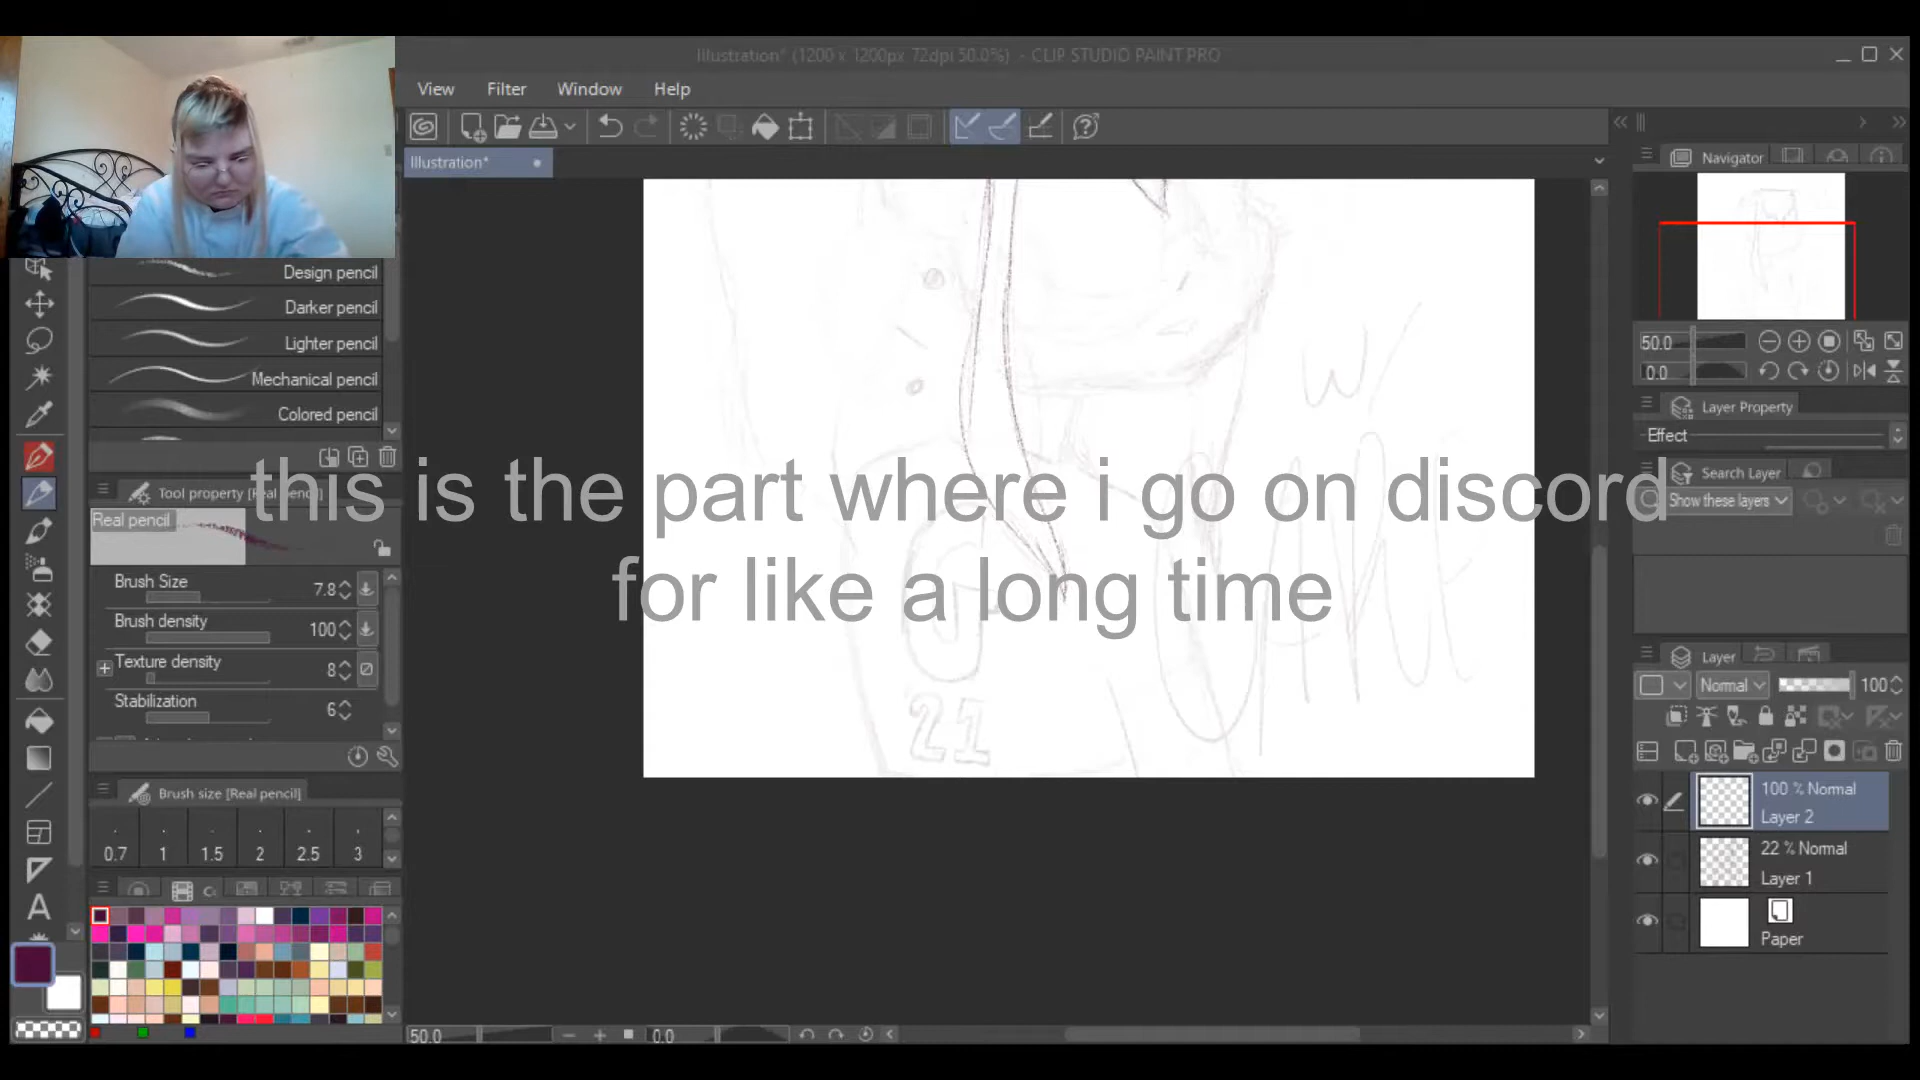 Illustration* (1200 x 1200px 72dpi 50.0%) - CLIP STUDIO PAINT PRO
View Filter Window Help
Illustration*
Navigator
Design pencil
Darker pencil
Lighter pencil
Mechanical pencil
Colored pencil
50.0
0.0
Layer Property
Effect
Search Layer
Show these layers
this is the part where i go on discord
for like a long time
Tool property [Real pencil]
Real pencil
Brush Size 7.8
Brush density 100
Texture density 8
Stabilization 6
21
Layer
Normal 100
Brush size [Real pencil]
0.7 1 1.5 2 2.5 3
100 % Normal
Layer 2
22 % Normal
Layer 1
Paper
A
50.0 0.0